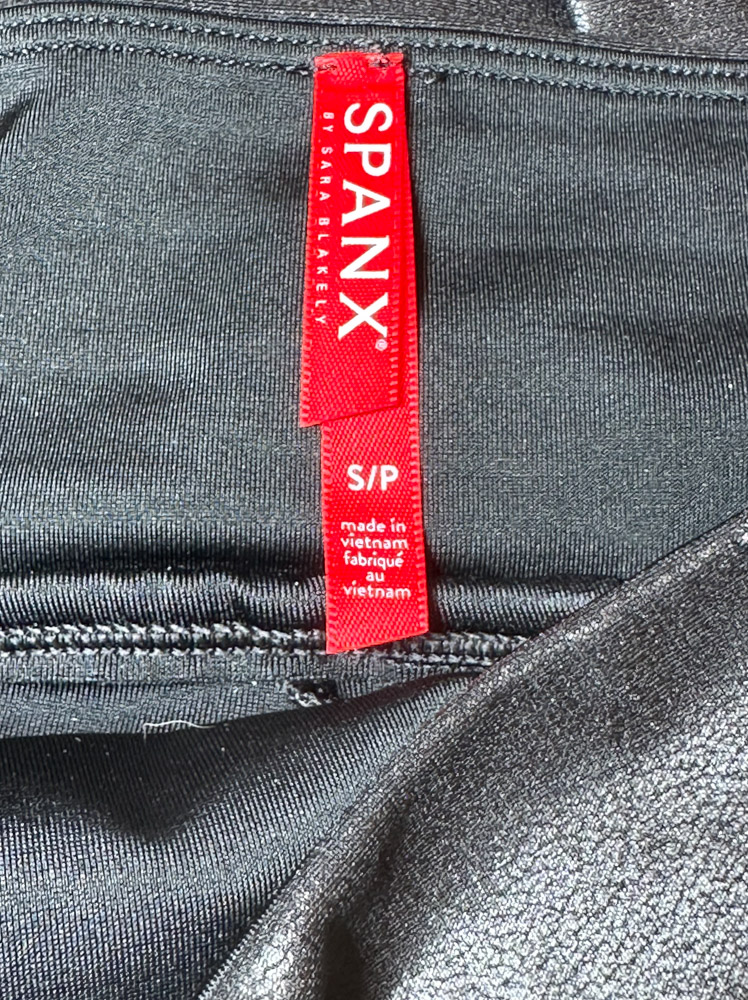 SPANX®
BY SARA BLAKELY
S/P
made in
vietnam
fabriqué
au
vietnam